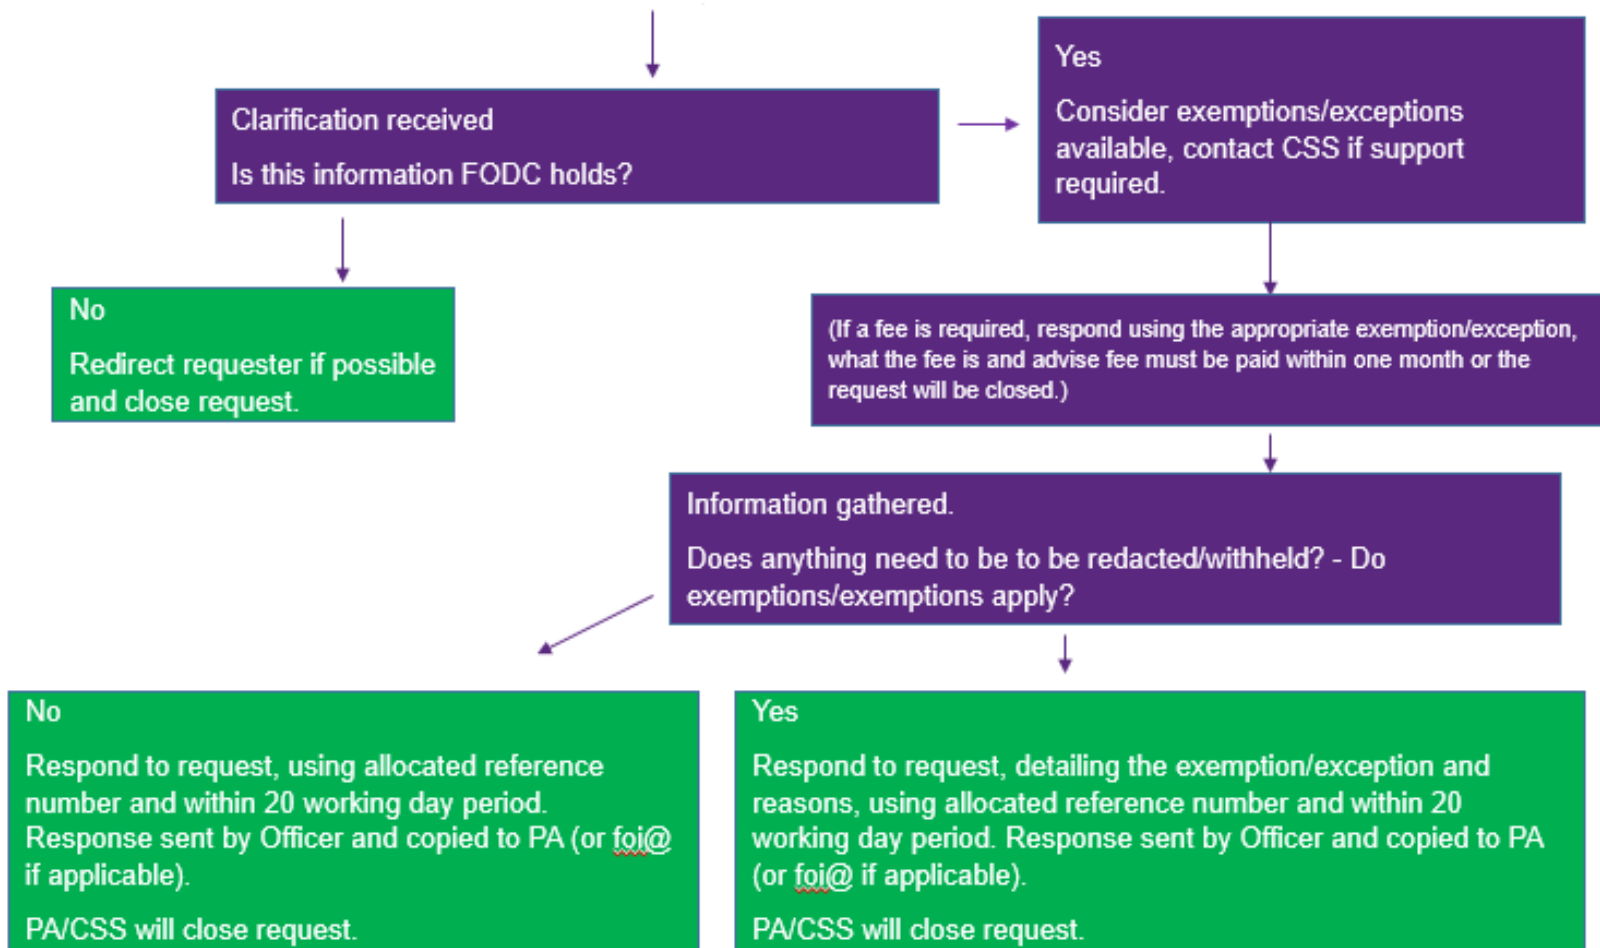 Clarification received
Is this information FODC holds?
Yes
Consider exemptions/exceptions
available, contact CSS if support
required.
No
Redirect requester if possible
and close request.
(If a fee is required, respond using the appropriate exemption/exception,
what the fee is and advise fee must be paid within one month or the
request will be closed.)
Information gathered.
Does anything need to be to be redacted/withheld? - Do
exemptions/exemptions apply?
No
Respond to request, using allocated reference
number and within 20 working day period.
Response sent by Officer and copied to PA (or foi@
if applicable).
PA/CSS will close request.
Yes
Respond to request, detailing the exemption/exception and
reasons, using allocated reference number and within 20
working day period. Response sent by Officer and copied to PA
(or foi@ if applicable).
PA/CSS will close request.